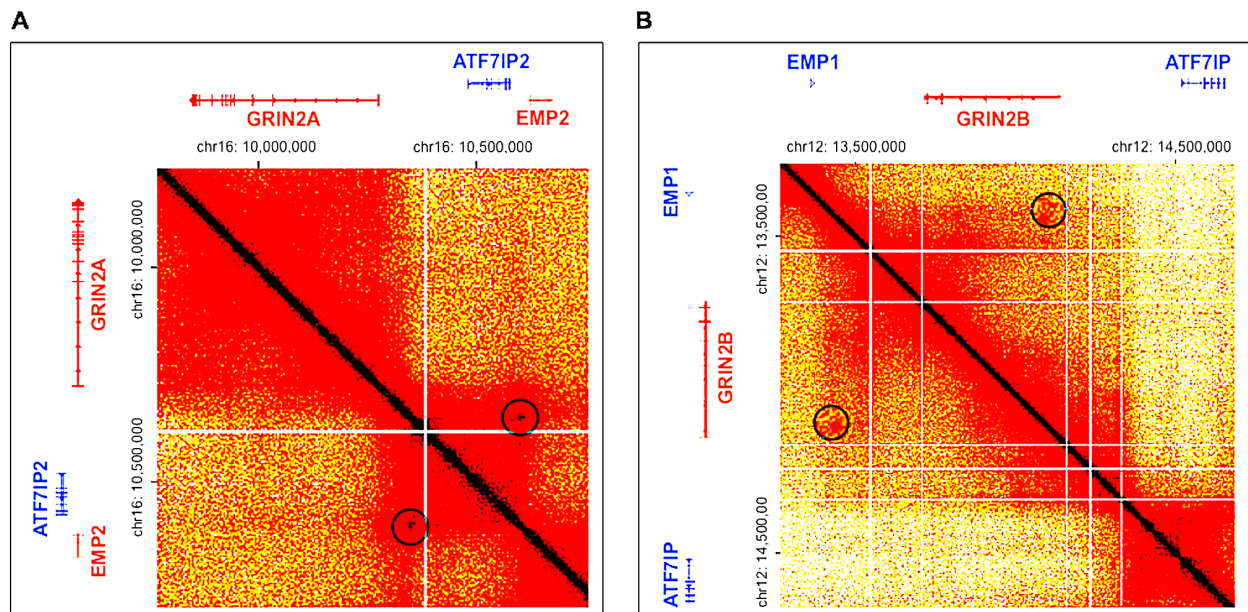 A
B
ATF7IP2
EMP1
ATF7IP
GRIN2A
EMP2
GRIN2B
chr16: 10,000,000
chr16: 10,500,000
chr12: 13,500,000
chr12: 14,500,000
GRIN2A
chr16: 10,000,000
EMP1
chr12: 13,500,00
GRIN2B
ATF7IP2
EMP2
chr16: 10,500,000
ATF7IP
chr12: 14,500,00